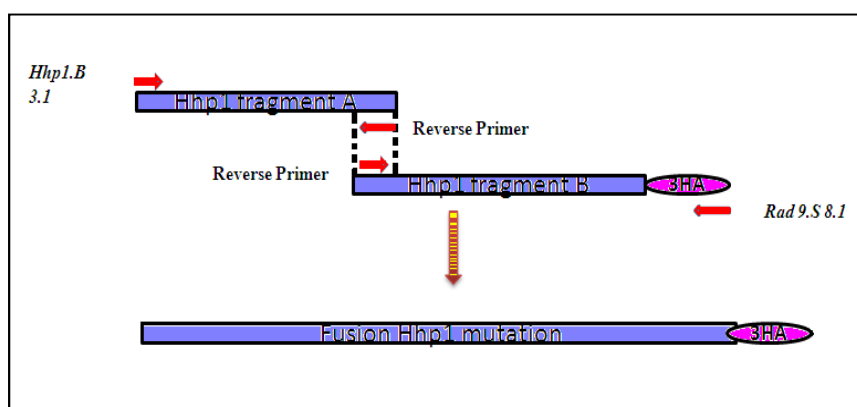 Hhp1.B
3.1
Hhp1 fragment A
Reverse Primer
Reverse Primer
Hhp1 fragment B
3HA
Rad 9.S 8.1
Fusion Hhp1 mutation
3HA